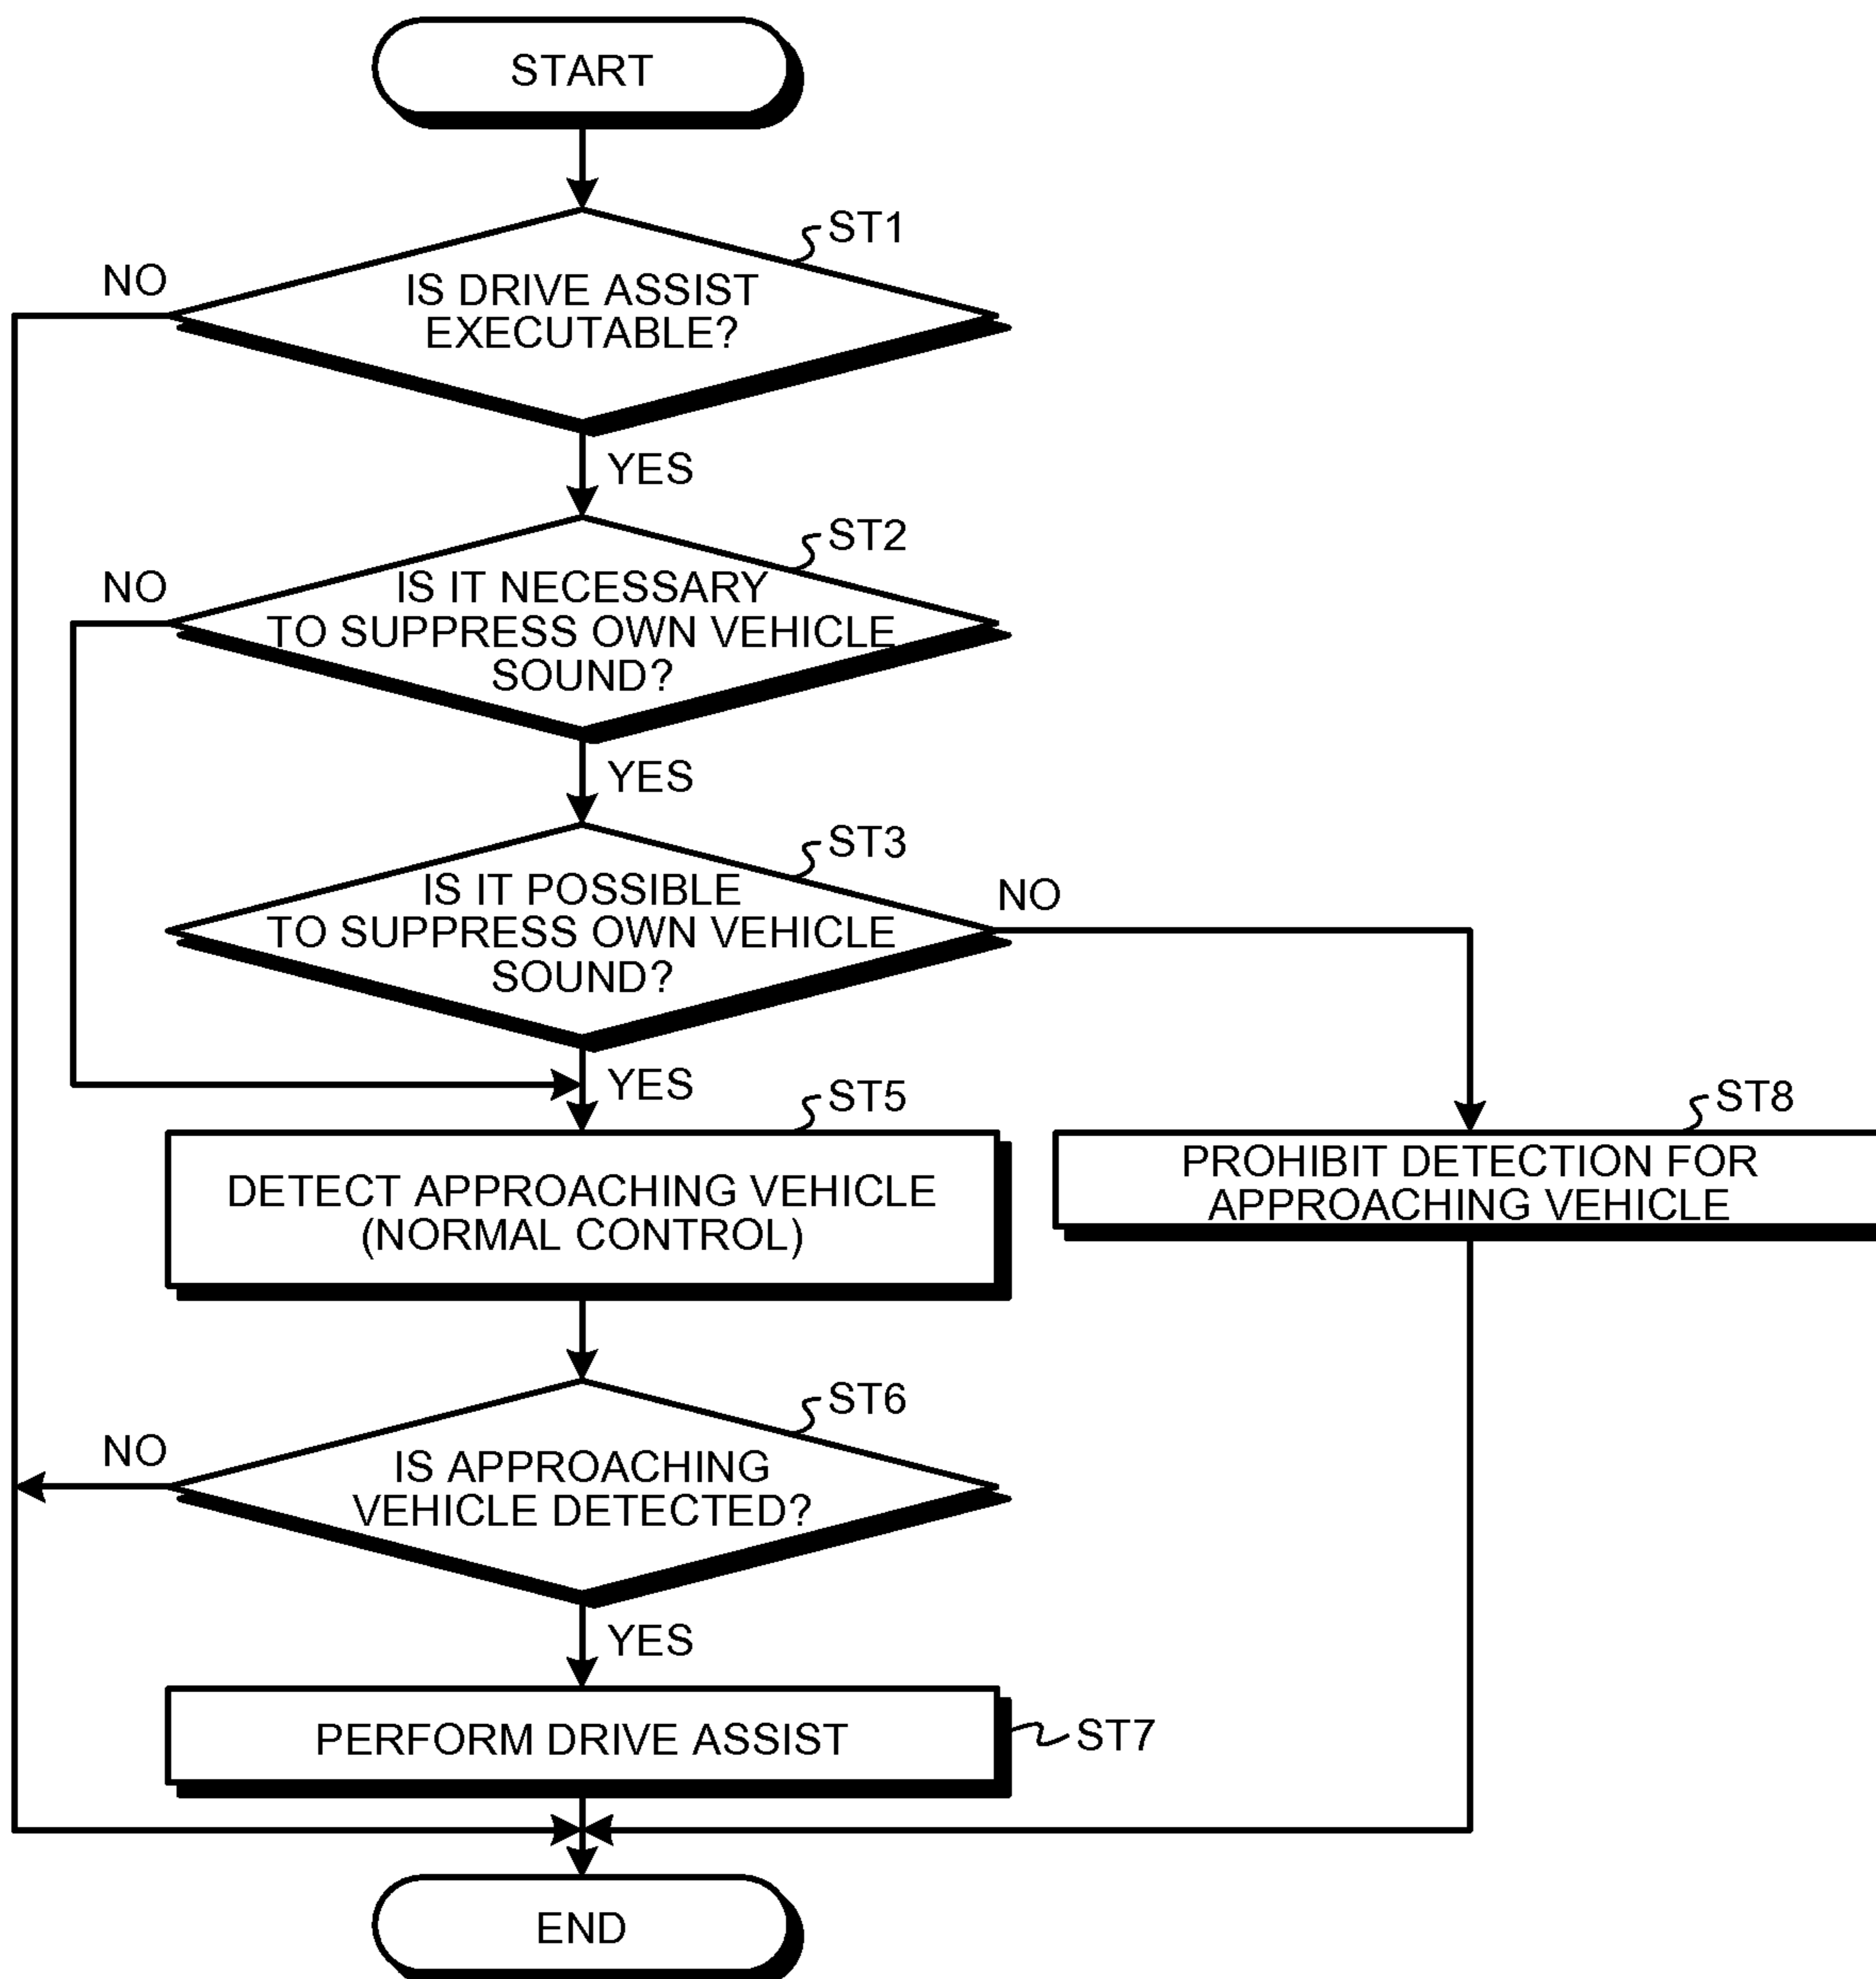 START
ST1
NO
IS DRIVE ASSIST
EXECUTABLE?
YES
ST2
NO
IS IT NECESSARY
TO SUPPRESS OWN VEHICLE
SOUND?
YES
ST3
IS IT POSSIBLE
TO SUPPRESS OWN VEHICLE
SOUND?
NO
YES
ST5
ST8
DETECT APPROACHING VEHICLE
(NORMAL CONTROL)
PROHIBIT DETECTION FOR
APPROACHING VEHICLE
ST6
NO
IS APPROACHING
VEHICLE DETECTED?
YES
PERFORM DRIVE ASSIST
ST7
END